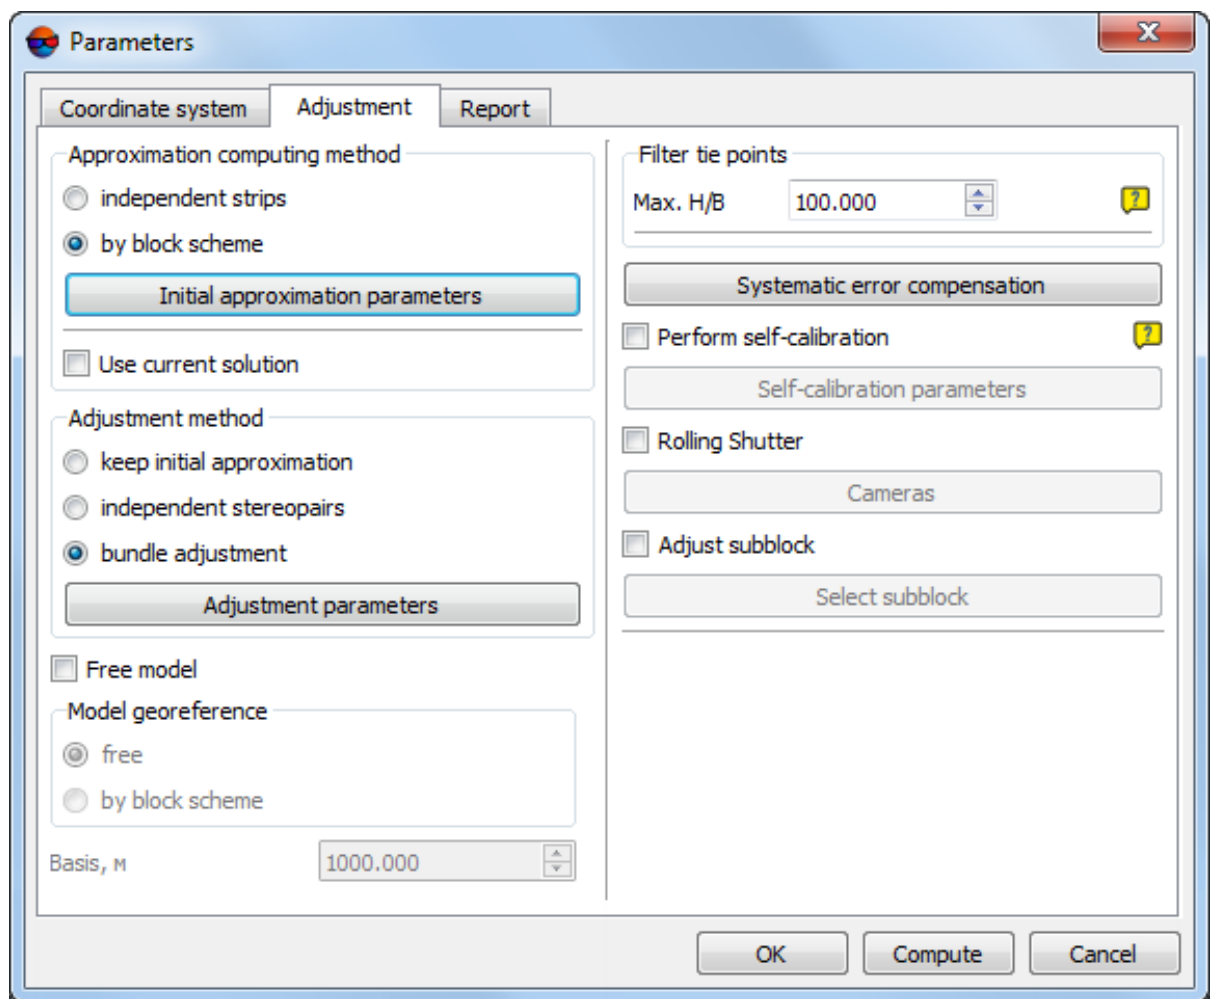 Parameters
Coordinate system
Adjustment
Report
Approximation computing method
independent strips
by block scheme
Initial approximation parameters
Use current solution
Adjustment method
keep initial approximation
independent stereopairs
bundle adjustment
Adjustment parameters
Free model
Model georeference
free
by block scheme
Basis, м 1000.000
Filter tie points
Max. H/B 100.000 ?
Systematic error compensation
Perform self-calibration ?
Self-calibration parameters
Rolling Shutter
Cameras
Adjust subblock
Select subblock
OK
Compute
Cancel